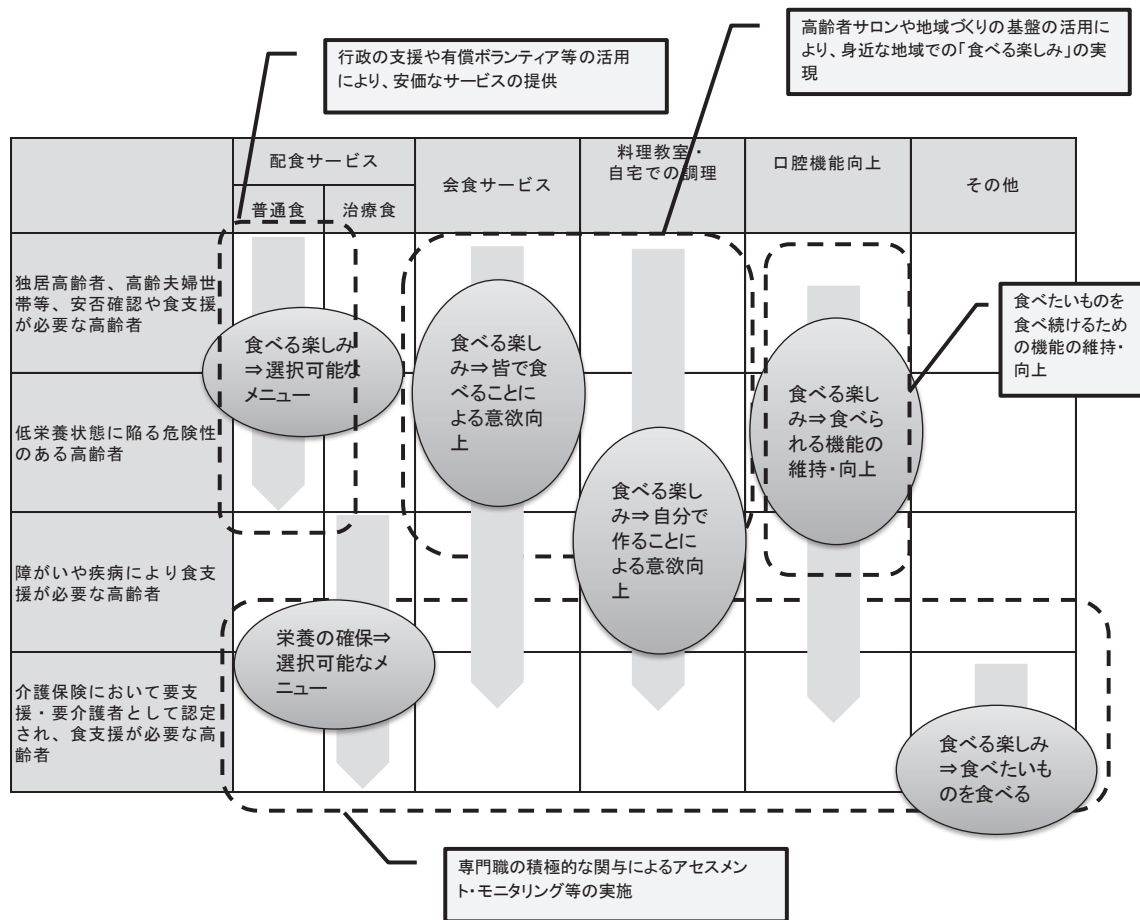 高齢者サロンや地域づくりの基盤の活用に
より、身近な地域での「食べる楽しみ」の実
現
行政の支援や有償ボランティア等の活用
により、安価なサービスの提供
配食サービス
普通食
治療食
会食サービス
料理教室・
自宅での調理
口腔機能向上
その他
独居高齢者、高齢夫婦世
帯等、安否確認や食支援
が必要な高齢者
低栄養状態に陥る危険性
のある高齢者
障がいや疾病により食支
援が必要な高齢者
介護保険において要支
援・要介護者として認定
され、食支援が必要な高
齢者
食べる楽しみ
⇒選択可能な
メニュー
食べる楽し
み⇒皆で食
べることに
よる意欲向
上
食べる楽し
み⇒自分で
作ることに
よる意欲向
上
食べる楽し
み⇒食べら
れる機能の
維持・向上
食べたいものを
食べ続けるため
の機能の維持・
向上
栄養の確保⇒
選択可能なメ
ニュー
食べる楽しみ
⇒食べたいも
のを食べる
専門職の積極的な関与によるアセスメン
ト・モニタリング等の実施